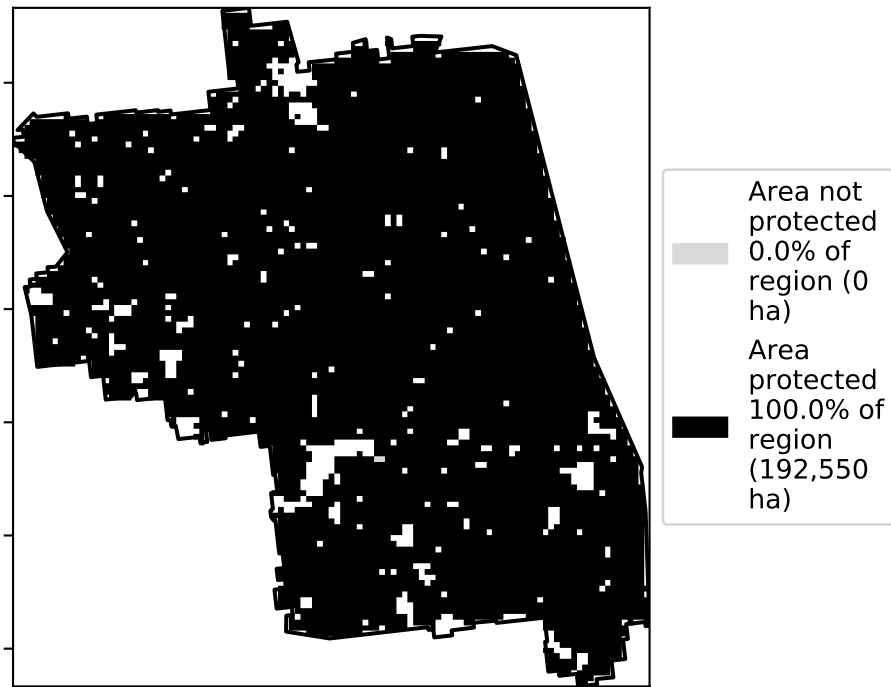 Area not
protected
0.0% of
region (0
ha)
Area
protected
100.0% of
region
(192,550
ha)